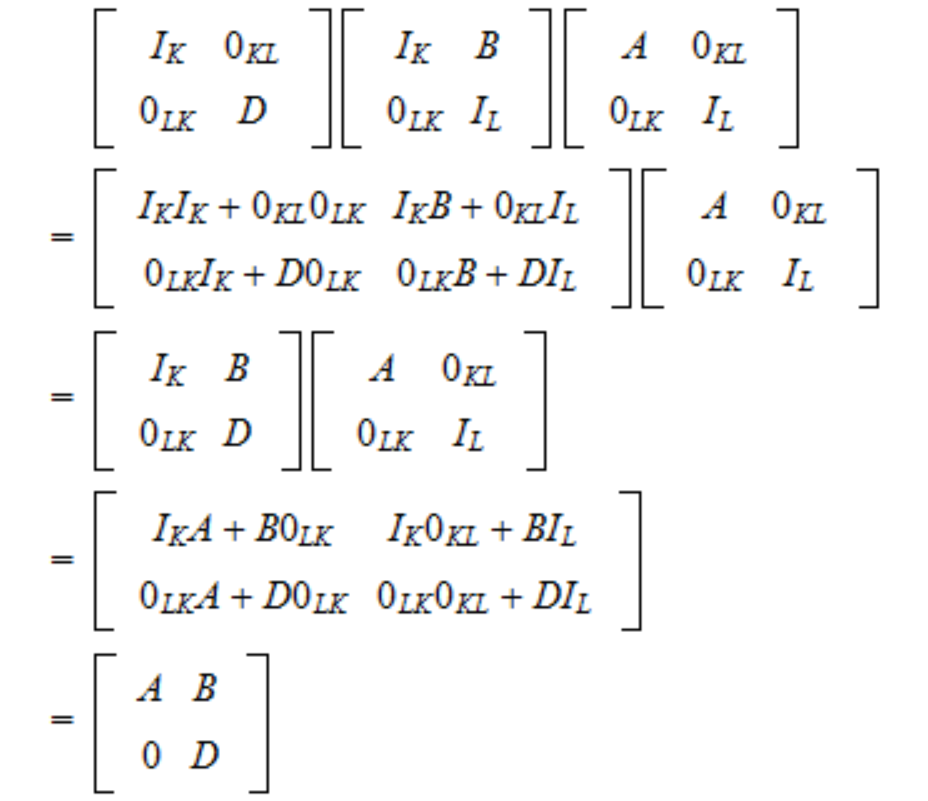 [ I_K 0_KL ] [ I_K B ] [ A 0_KL ]
[ 0_LK D ] [ 0_LK I_L ] [ 0_LK I_L ]
= [ I_K I_K + 0_KL 0_LK I_K B + 0_KL I_L ] [ A 0_KL ]
[ 0_LK I_K + D 0_LK 0_LK B + D I_L ] [ 0_LK I_L ]
= [ I_K B ] [ A 0_KL ]
[ 0_LK D ] [ 0_LK I_L ]
= [ I_K A + B 0_LK I_K 0_KL + B I_L ]
[ 0_LK A + D 0_LK 0_LK 0_KL + D I_L ]
= [ A B ]
[ 0 D ]